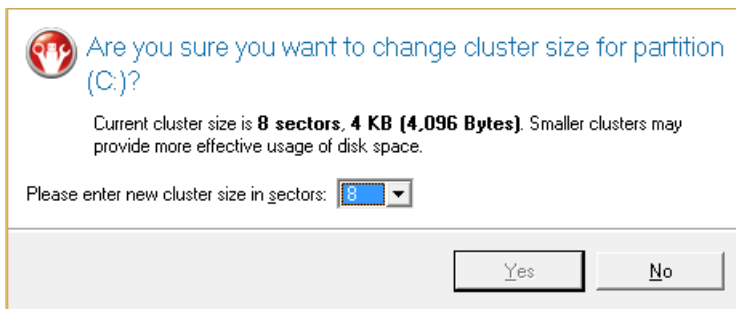 Are you sure you want to change cluster size for partition
(C:)?
Current cluster size is 8 sectors, 4 KB (4,096 Bytes). Smaller clusters may
provide more effective usage of disk space.
Please enter new cluster size in sectors: 8
Yes No